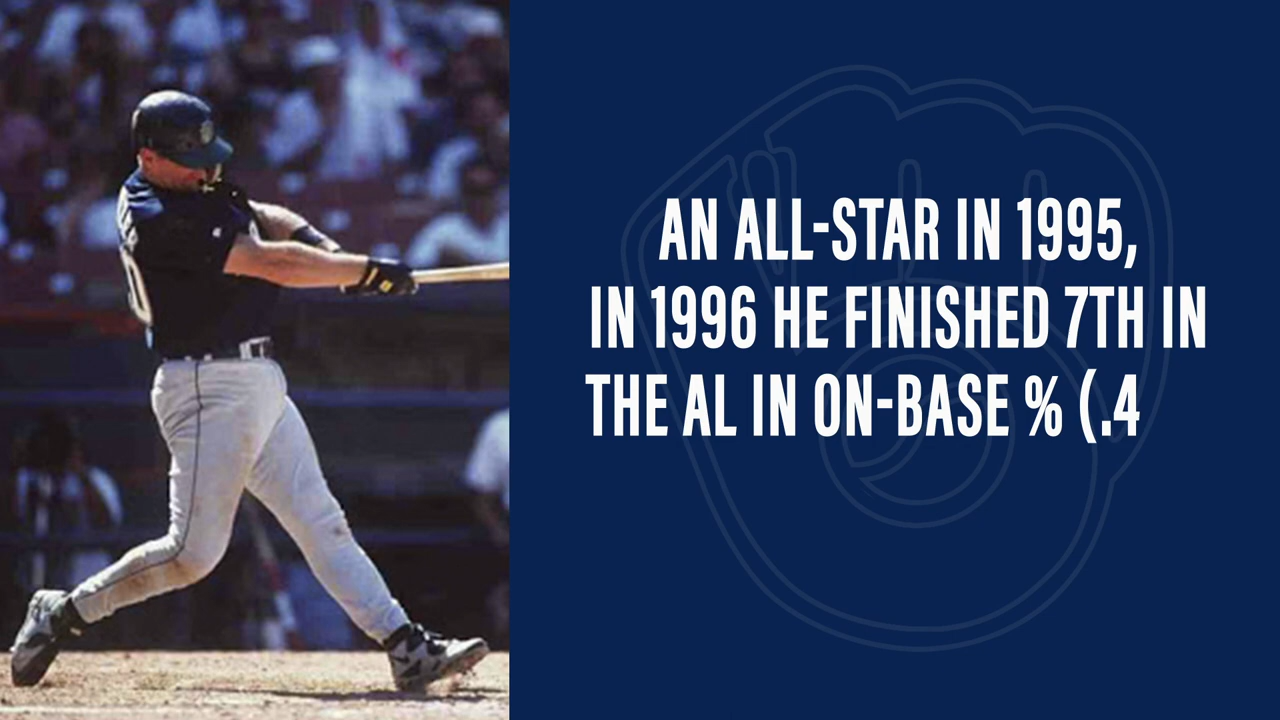 AN ALL-STAR IN 1995,
IN 1996 HE FINISHED 7TH IN
THE AL IN ON-BASE % (.4